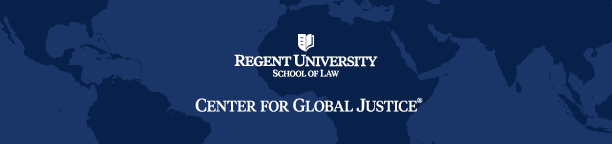 REGENT UNIVERSITY
SCHOOL OF LAW
CENTER FOR GLOBAL JUSTICE®